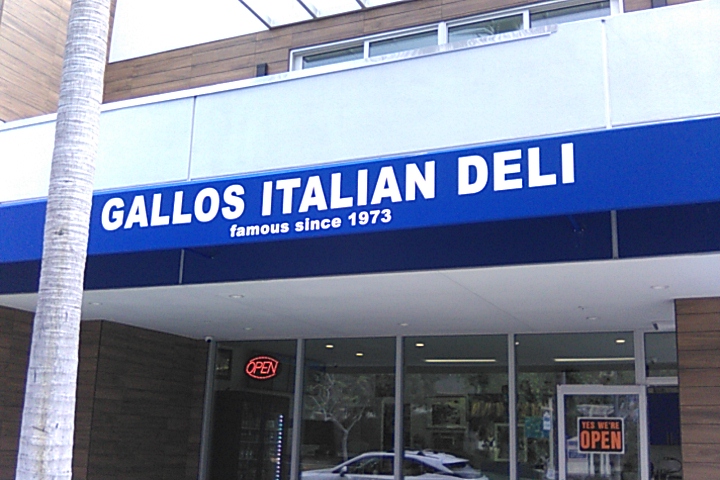 GALLOS ITALIAN DELI
famous since 1973
OPEN
YES WE'RE
OPEN